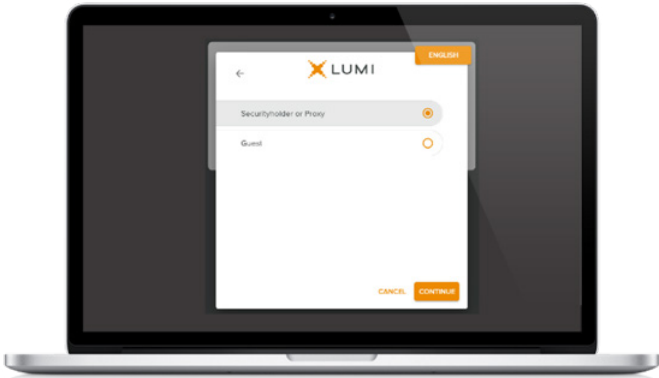 ENGLISH
LUMI
Securityholder or Proxy
Guest
CANCEL CONTINUE